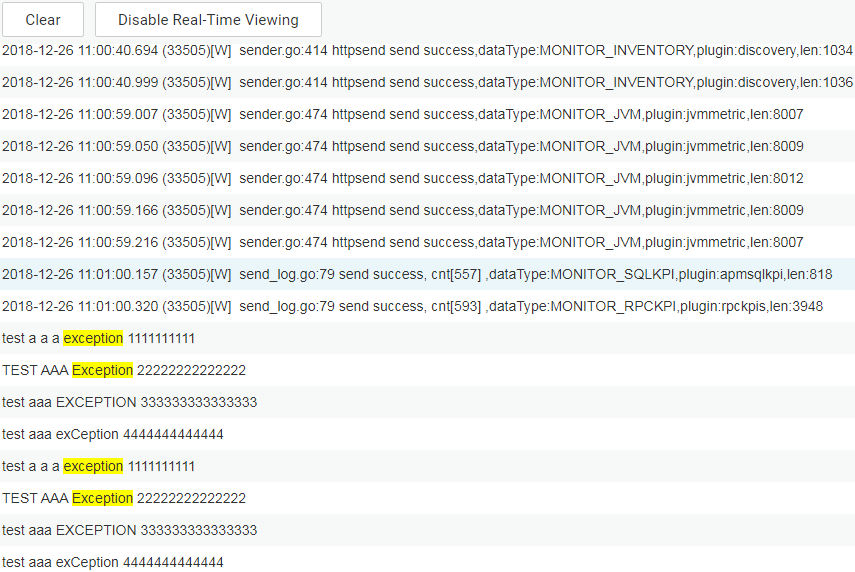 Clear Disable Real-Time Viewing
2018-12-26 11:00:40.694 (33505)[W] sender.go:414 httpsend send success,dataType:MONITOR_INVENTORY,plugin:discovery,len:1034
2018-12-26 11:00:40.999 (33505)[W] sender.go:414 httpsend send success,dataType:MONITOR_INVENTORY,plugin:discovery,len:1036
2018-12-26 11:00:59.007 (33505)[W] sender.go:474 httpsend send success,dataType:MONITOR_JVM,plugin:jvmmetric,len:8007
2018-12-26 11:00:59.050 (33505)[W] sender.go:474 httpsend send success,dataType:MONITOR_JVM,plugin:jvmmetric,len:8009
2018-12-26 11:00:59.096 (33505)[W] sender.go:474 httpsend send success,dataType:MONITOR_JVM,plugin:jvmmetric,len:8012
2018-12-26 11:00:59.166 (33505)[W] sender.go:474 httpsend send success,dataType:MONITOR_JVM,plugin:jvmmetric,len:8009
2018-12-26 11:00:59.216 (33505)[W] sender.go:474 httpsend send success,dataType:MONITOR_JVM,plugin:jvmmetric,len:8007
2018-12-26 11:01:00.157 (33505)[W] send_log.go:79 send success, cnt[557] ,dataType:MONITOR_SQLKPI,plugin:apmsqlkpi,len:818
2018-12-26 11:01:00.320 (33505)[W] send_log.go:79 send success, cnt[593] ,dataType:MONITOR_RPCKPI,plugin:rpckpis,len:3948
test a a a exception 1111111111
TEST AAA Exception 22222222222222
test aaa EXCEPTION 333333333333333
test aaa exCeption 4444444444444
test a a a exception 1111111111
TEST AAA Exception 22222222222222
test aaa EXCEPTION 333333333333333
test aaa exCeption 4444444444444